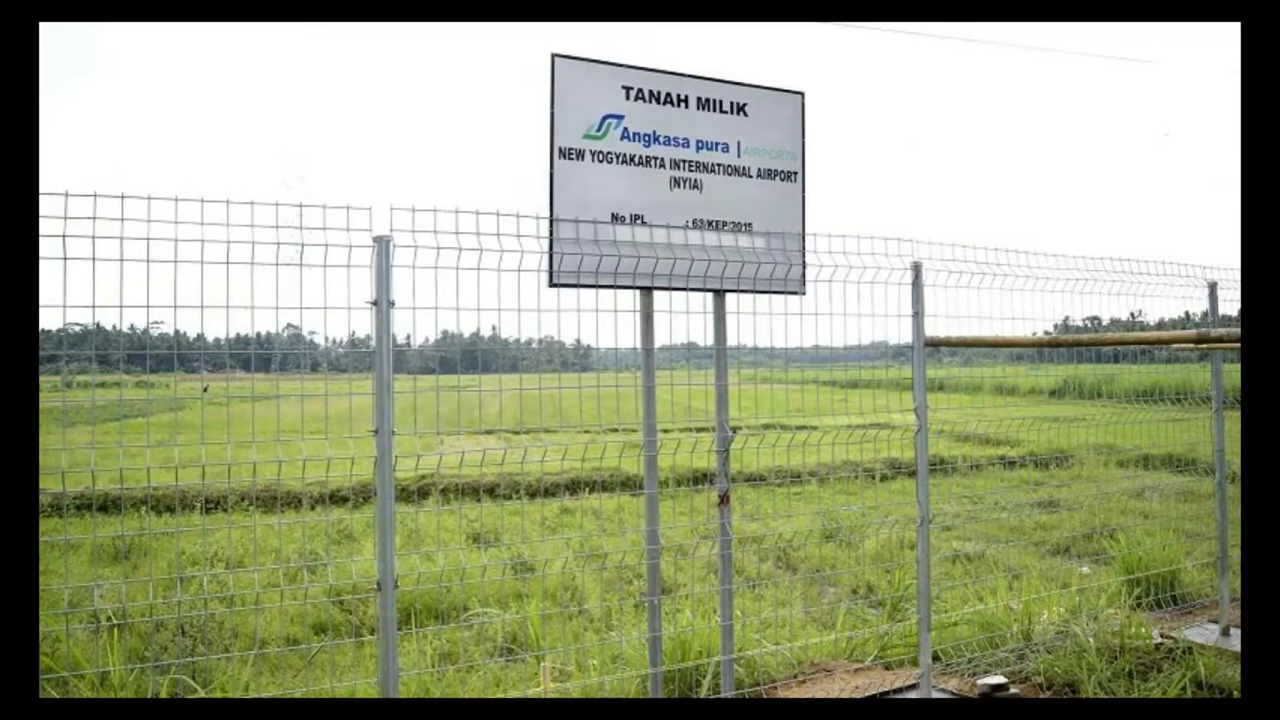 TANAH MILIK
Angkasa pura | AIRPORTS
NEW YOGYAKARTA INTERNATIONAL AIRPORT
(NYIA)
No IPL : 63/KEP/2015